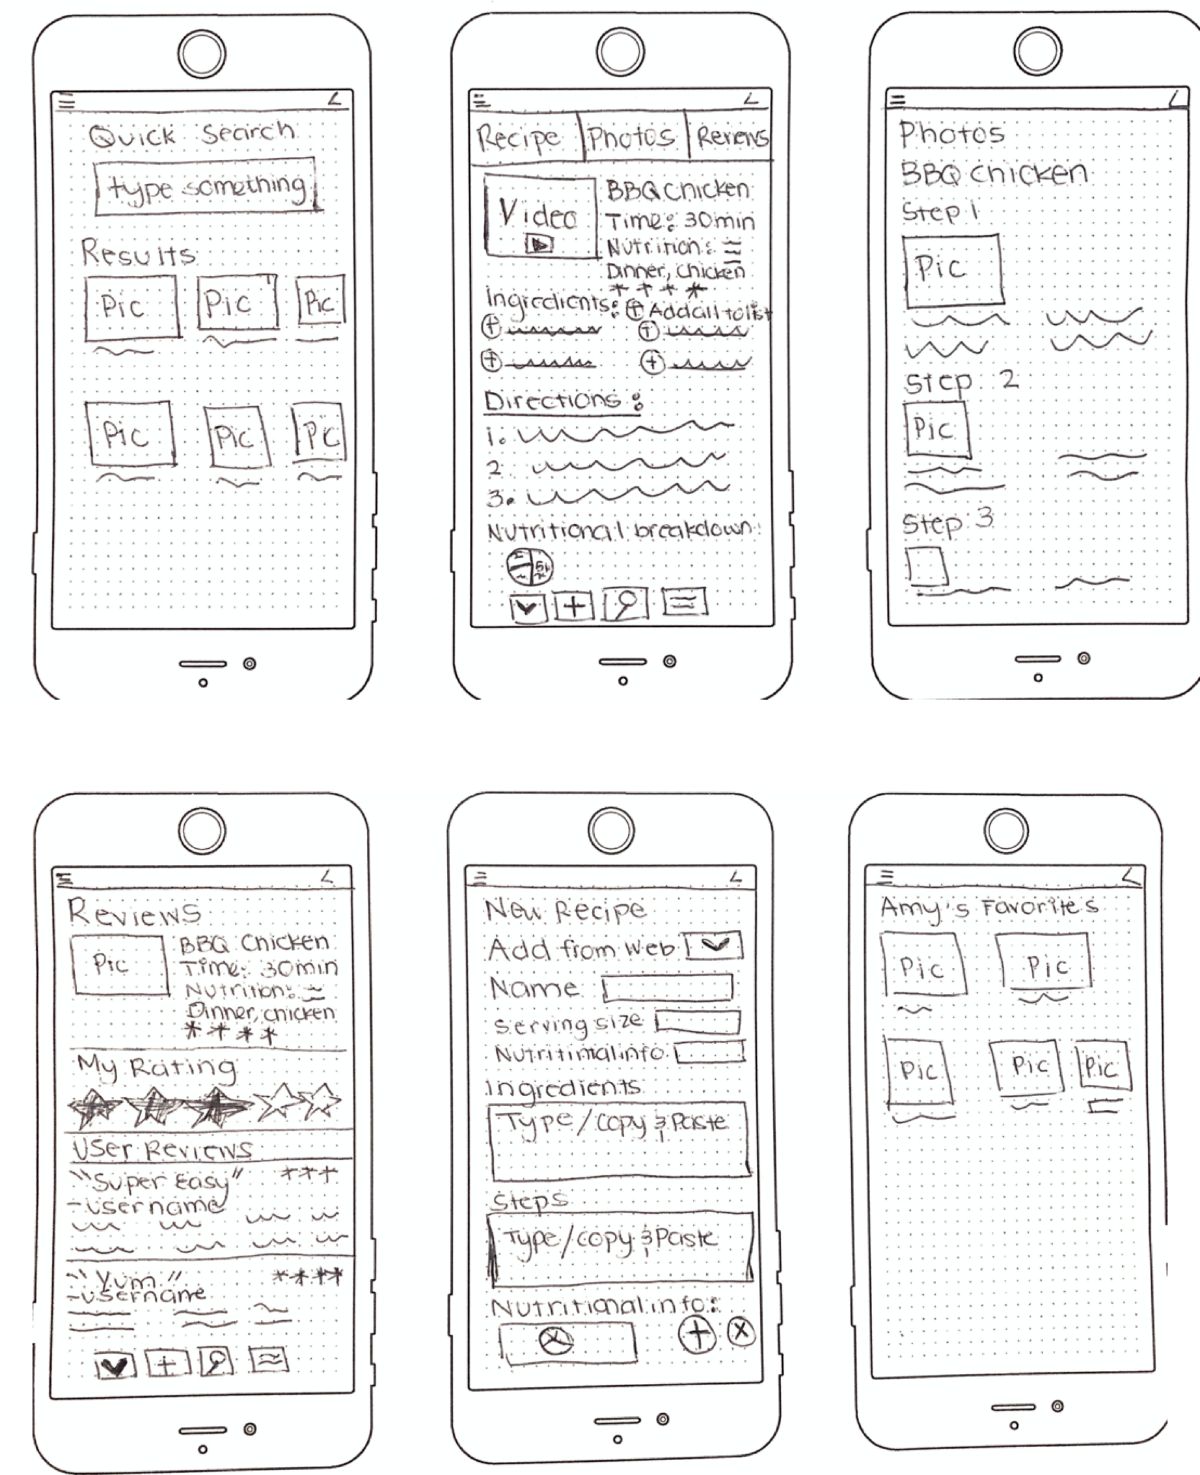 Quick Search
type something
Results
Pic Pic Pic
Pic Pic Pic
Recipe Photos Reviews
Video
BBQ Chicken
Time: 30min
Nutrition:
Dinner, chicken
Ingredients: + Add all to list
+ +
+ +
Directions:
1.
2.
3.
Nutritional breakdown:
+
Photos
BBQ chicken
Step 1
Pic
Step 2
Pic
Step 3
Reviews
Pic
BBQ Chicken
Time: 30min
Nutrition:
Dinner, chicken
* * * *
My Rating
User Reviews
"Super Easy" ***
-username
"Yum" ****
-username
+
New Recipe
Add from web
Name
Serving size
Nutritional info
Ingredients
Type/Copy & Paste
Steps
Type/copy & Paste
Nutritional info:
+ x
Amy's Favorites
Pic Pic
Pic Pic Pic